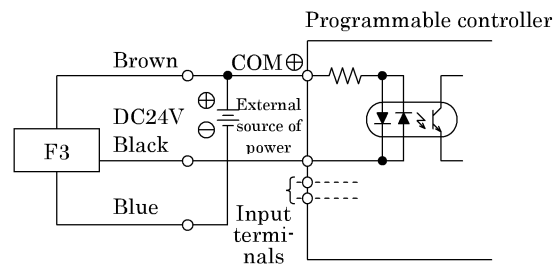 Programmable controller
Brown
COM ⊕
DC24V
⊕
⊖
External
source of
power
F3
Black
Blue
Input
termi-
nals